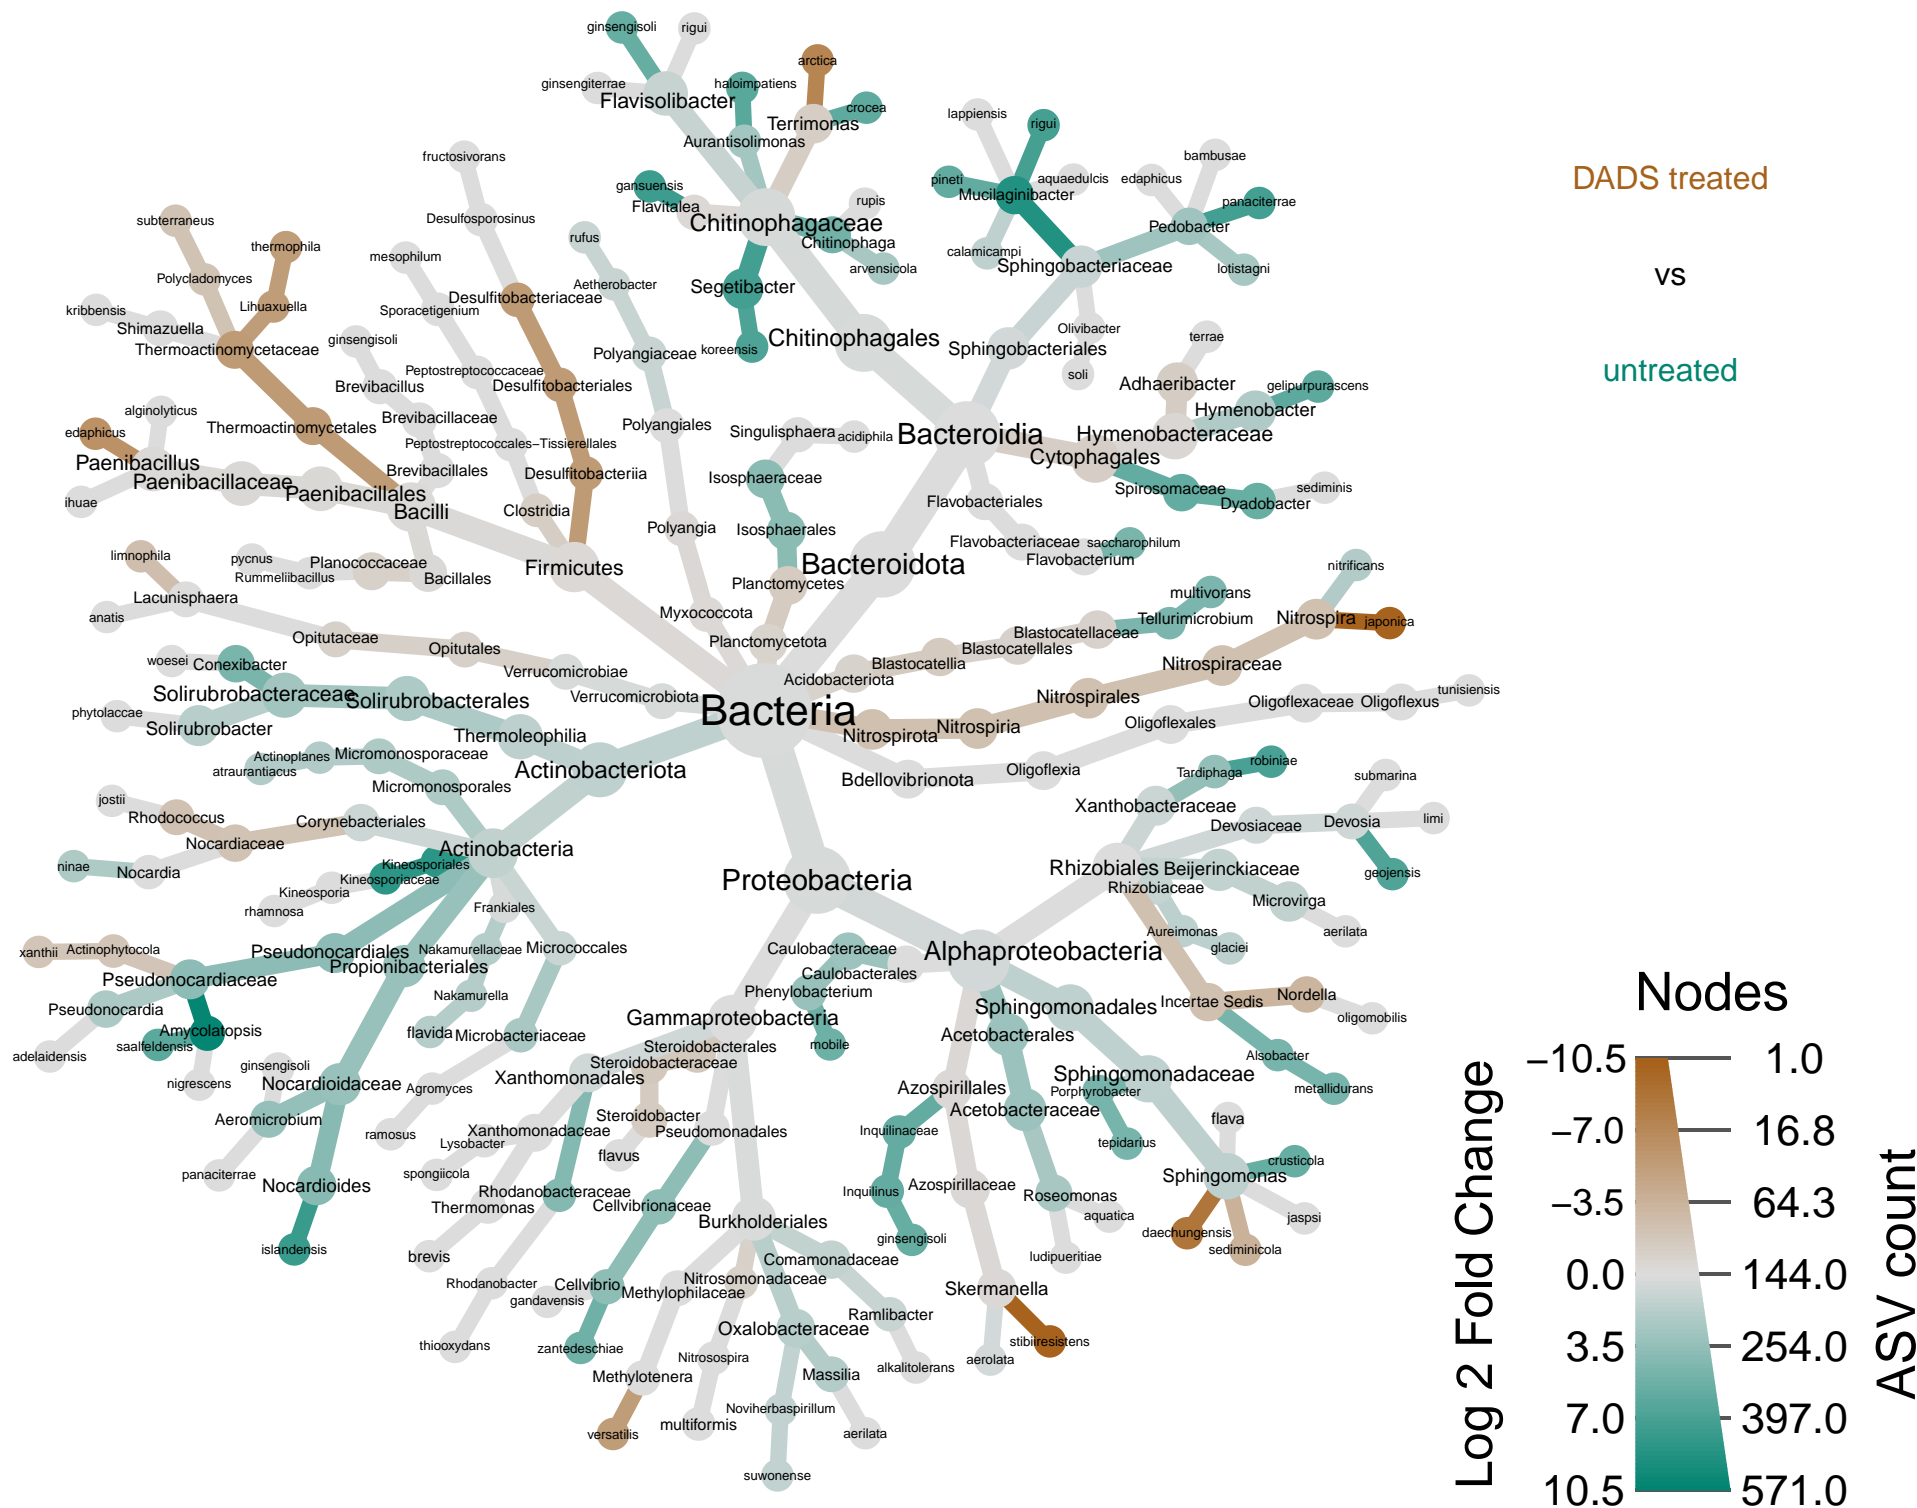 ginsengisoli
rigui
arctica
ginsengiterrae
Flavisolibacter
haloimpatiens
crocea
Terrimonas
Aurantisolimonas
lappiensis
rigui
fructosivorans
bambusae
gansuensis
pineti
aquaedulcis
edaphicus
Flavitalea
Mucilaginibacter
rupis
panaciterrae
DADS treated
subterraneus
Desulfosporosinus
Chitinophagaceae
Pedobacter
thermophila
rufus
Chitinophaga
mesophilum
calamicampi
arvensicola
Sphingobacteriaceae
lotistagni
vs
Polycladomyces
Aetherobacter
Segetibacter
Desulfitobacteriaceae
kribbensis
Lihuaxuella
Sporacetigenium
Shimazuella
ginsengisoli
Chitinophagales
Olivibacter
terrae
Thermoactinomycetaceae
Polyangiaceae
koreensis
Sphingobacteriales
Peptostreptococcaceae
soli
untreated
Brevibacillus
Desulfitobacteriales
Adhaeribacter
gelipurpurascens
alginolyticus
Brevibacillaceae
Hymenobacter
edaphicus
Thermoactinomycetales
Polyangiales
Singulisphaera
acidiphila
Bacteroidia
Hymenobacteraceae
Peptostreptococcales−Tissierellales
Paenibacillus
Brevibacillales
Desulfitobacteriia
Cytophagales
Paenibacillaceae
Isosphaeraceae
Spirosomaceae
sediminis
Paenibacillales
ihuae
Bacilli
Clostridia
Flavobacteriales
Dyadobacter
Polyangia
Isosphaerales
Flavobacteriaceae
saccharophilum
limnophila
pycnus
Planococcaceae
Firmicutes
Bacteroidota
Flavobacterium
nitrificans
Rummeliibacillus
Bacillales
Planctomycetes
Lacunisphaera
multivorans
anatis
Myxococcota
Tellurimicrobium
Nitrospira
japonica
Opitutaceae
Planctomycetota
Blastocatellaceae
Opitutales
Blastocatellales
woesei
Conexibacter
Verrucomicrobiae
Blastocatellia
Nitrospiraceae
Acidobacteriota
Solirubrobacteraceae
Solirubrobacterales
Verrucomicrobiota
Nitrospirales
tunisiensis
phytolaccae
Bacteria
Oligoflexaceae
Oligoflexus
Solirubrobacter
Thermoleophilia
Nitrospirota
Nitrospiria
Oligoflexales
Actinoplanes
Micromonosporaceae
robiniae
atraurantiacus
Actinobacteriota
Bdellovibrionota
Oligoflexia
Tardiphaga
submarina
Micromonosporales
jostii
Xanthobacteraceae
Rhodococcus
Corynebacteriales
Devosiaceae
Devosia
limi
Nocardiaceae
Actinobacteria
ninae
Nocardia
Kineosporiales
Rhizobiales
Beijerinckiaceae
geojensis
Kineosporiaceae
Proteobacteria
Rhizobiaceae
Kineosporia
Microvirga
rhamnosa
Frankiales
Aureimonas
aerilata
xanthii
Actinophytocola
Pseudonocardiales
Nakamurellaceae
Micrococcales
Caulobacteraceae
Alphaproteobacteria
glaciei
Propionibacteriales
Caulobacterales
Pseudonocardiaceae
Phenylobacterium
Nodes
Nakamurella
Incertae Sedis
Nordella
Pseudonocardia
Sphingomonadales
oligomobilis
Amycolatopsis
Gammaproteobacteria
saalfeldensis
flavida
Microbacteriaceae
Acetobacterales
adelaidensis
Steroidobacterales
mobile
Alsobacter
−10.5
1.0
ginsengisoli
Steroidobacteraceae
nigrescens
Nocardioidaceae
Agromyces
Xanthomonadales
Azospirillales
Sphingomonadaceae
metallidurans
Porphyrobacter
Aeromicrobium
Steroidobacter
Acetobacteraceae
flava
ramosus
Xanthomonadaceae
Pseudomonadales
Inquilinaceae
−7.0
16.8
Lysobacter
flavus
tepidarius
crusticola
panaciterrae
spongiicola
Sphingomonas
Nocardioides
Rhodanobacteraceae
Inquilinus
Azospirillaceae
Roseomonas
−3.5
64.3
Thermomonas
Cellvibrionaceae
aquatica
jaspsi
Burkholderiales
daechungensis
islandensis
brevis
ginsengisoli
ludipueritiae
sediminicola
Comamonadaceae
Rhodanobacter
Cellvibrio
Nitrosomonadaceae
Skermanella
0.0
144.0
gandavensis
Methylophilaceae
Ramlibacter
Oxalobacteraceae
stibiiresistens
thiooxydans
zantedeschiae
Nitrosospira
aerolata
3.5
254.0
Methylotenera
Massilia
alkalitolerans
Noviherbaspirillum
7.0
397.0
versatilis
multiformis
aerilata
suwonense
10.5
571.0
Log 2 Fold Change
ASV count